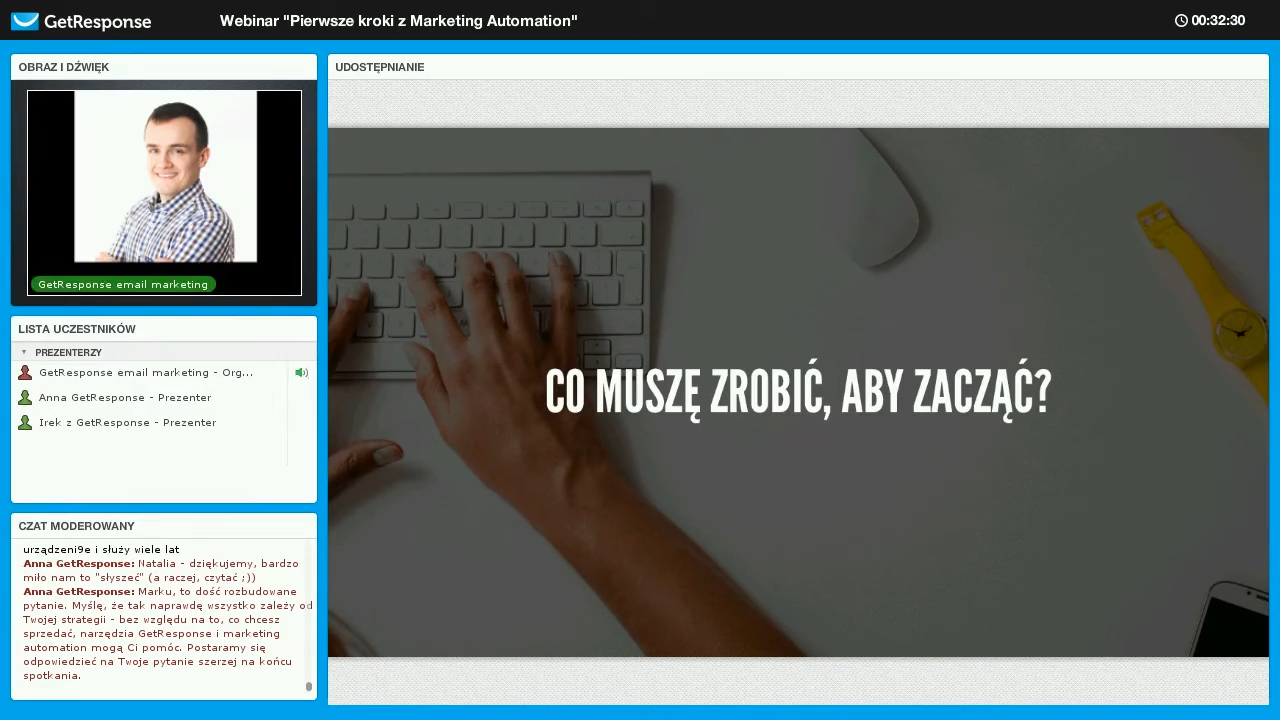 GetResponse
Webinar "Pierwsze kroki z Marketing Automation"
00:32:30
OBRAZ I DŹWIĘK
GetResponse email marketing
LISTA UCZESTNIKÓW
PREZENTERZY
GetResponse email marketing - Org...
Anna GetResponse - Prezenter
Irek z GetResponse - Prezenter
CZAT MODEROWANY
urządzeni9e i służy wiele lat
Anna GetResponse: Natalia - dziękujemy, bardzo
miło nam to "słyszeć" (a raczej, czytać ;))
Anna GetResponse: Marku, to dość rozbudowane
pytanie. Myślę, że tak naprawdę wszystko zależy od
Twojej strategii - bez względu na to, co chcesz
sprzedać, narzędzia GetResponse i marketing
automation mogą Ci pomóc. Postaramy się
odpowiedzieć na Twoje pytanie szerzej na końcu
spotkania.
UDOSTĘPNIANIE
CO MUSZĘ ZROBIĆ, ABY ZACZĄĆ?